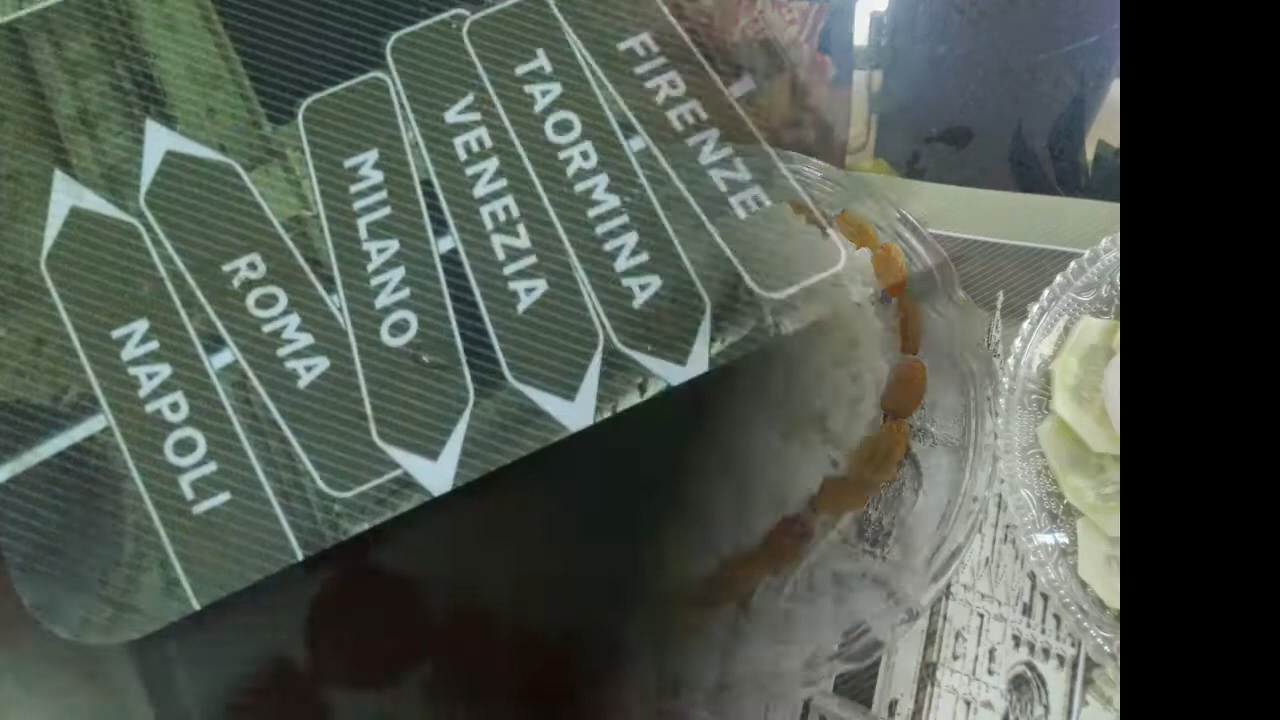 FIRENZE
TAORMINA
VENEZIA
MILANO
ROMA
NAPOLI